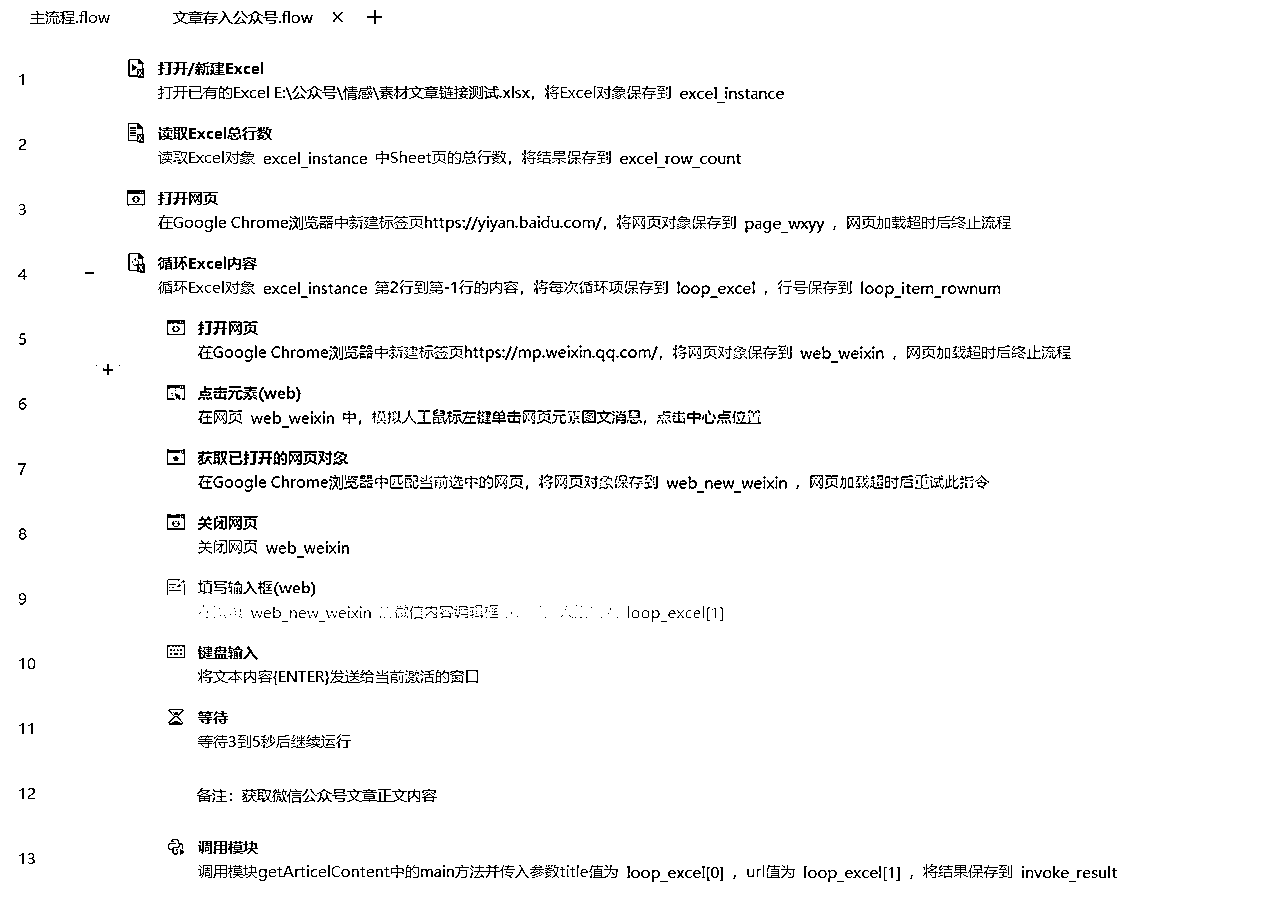 主流程.flow 文章存入公众号.flow × +
1 打开/新建Excel
打开已有的Excel E:\公众号\情感\素材文章链接测试.xlsx，将Excel对象保存到 excel_instance
2 读取Excel总行数
读取Excel对象 excel_instance 中Sheet页的总行数，将结果保存到 excel_row_count
3 打开网页
在Google Chrome浏览器中新建标签页https://yiyan.baidu.com/，将网页对象保存到 page_wxyy ，网页加载超时后终止流程
4 循环Excel内容
循环Excel对象 excel_instance 第2行到第-1行的内容，将每次循环项保存到 loop_excel ，行号保存到 loop_item_rownum
5 打开网页
在Google Chrome浏览器中新建标签页https://mp.weixin.qq.com/，将网页对象保存到 web_weixin ，网页加载超时后终止流程
6 点击元素(web)
在网页 web_weixin 中，模拟人工鼠标左键单击网页元素图文消息，点击中心点位置
7 获取已打开的网页对象
在Google Chrome浏览器中匹配当前选中的网页，将网页对象保存到 web_new_weixin ，网页加载超时后重试此指令
8 关闭网页
关闭网页 web_weixin
9 填写输入框(web)
web_new_weixin 微信内容编辑框 loop_excel[1]
10 键盘输入
将文本内容{ENTER}发送给当前激活的窗口
11 等待
等待3到5秒后继续运行
12 备注：获取微信公众号文章正文内容
13 调用模块
调用模块getArticelContent中的main方法并传入参数title值为 loop_excel[0] ，url值为 loop_excel[1] ，将结果保存到 invoke_result